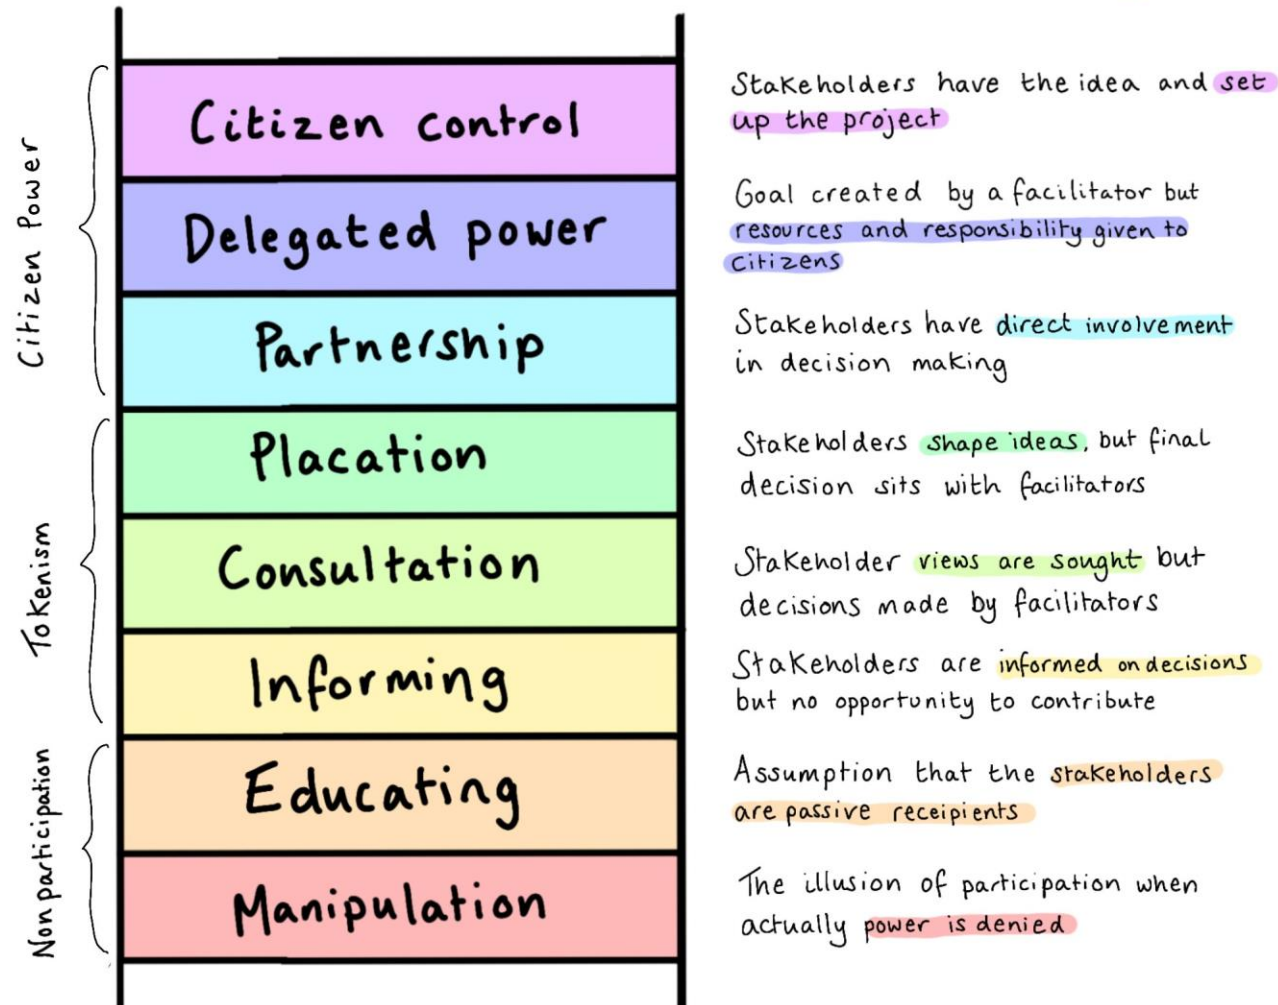 Citizen Power
Citizen control
Stakeholders have the idea and set
up the project
Delegated power
Goal created by a facilitator but
resources and responsibility given to
citizens
Partnership
Stakeholders have direct involvement
in decision making
Tokenism
Placation
Stakeholders shape ideas, but final
decision sits with facilitators
Consultation
Stakeholder views are sought but
decisions made by facilitators
Informing
Stakeholders are informed on decisions
but no opportunity to contribute
Nonparticipation
Educating
Assumption that the stakeholders
are passive receipients
Manipulation
The illusion of participation when
actually power is denied